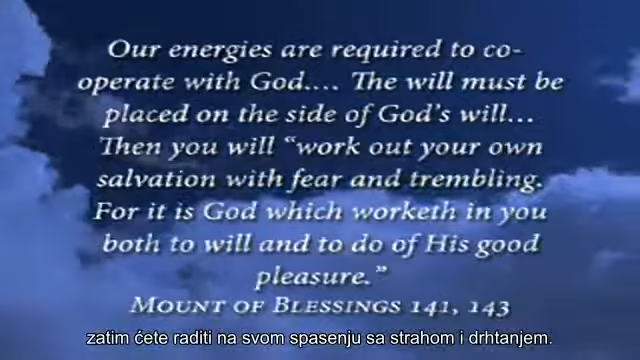 Our energies are required to co-
operate with God.... The will must be
placed on the side of God's will...
Then you will “work out your own
salvation with fear and trembling.
For it is God which worketh in you
both to will and to do of His good
pleasure.”
Mount of Blessings 141, 143
zatim ćete raditi na svom spasenju sa strahom i drhtanjem.